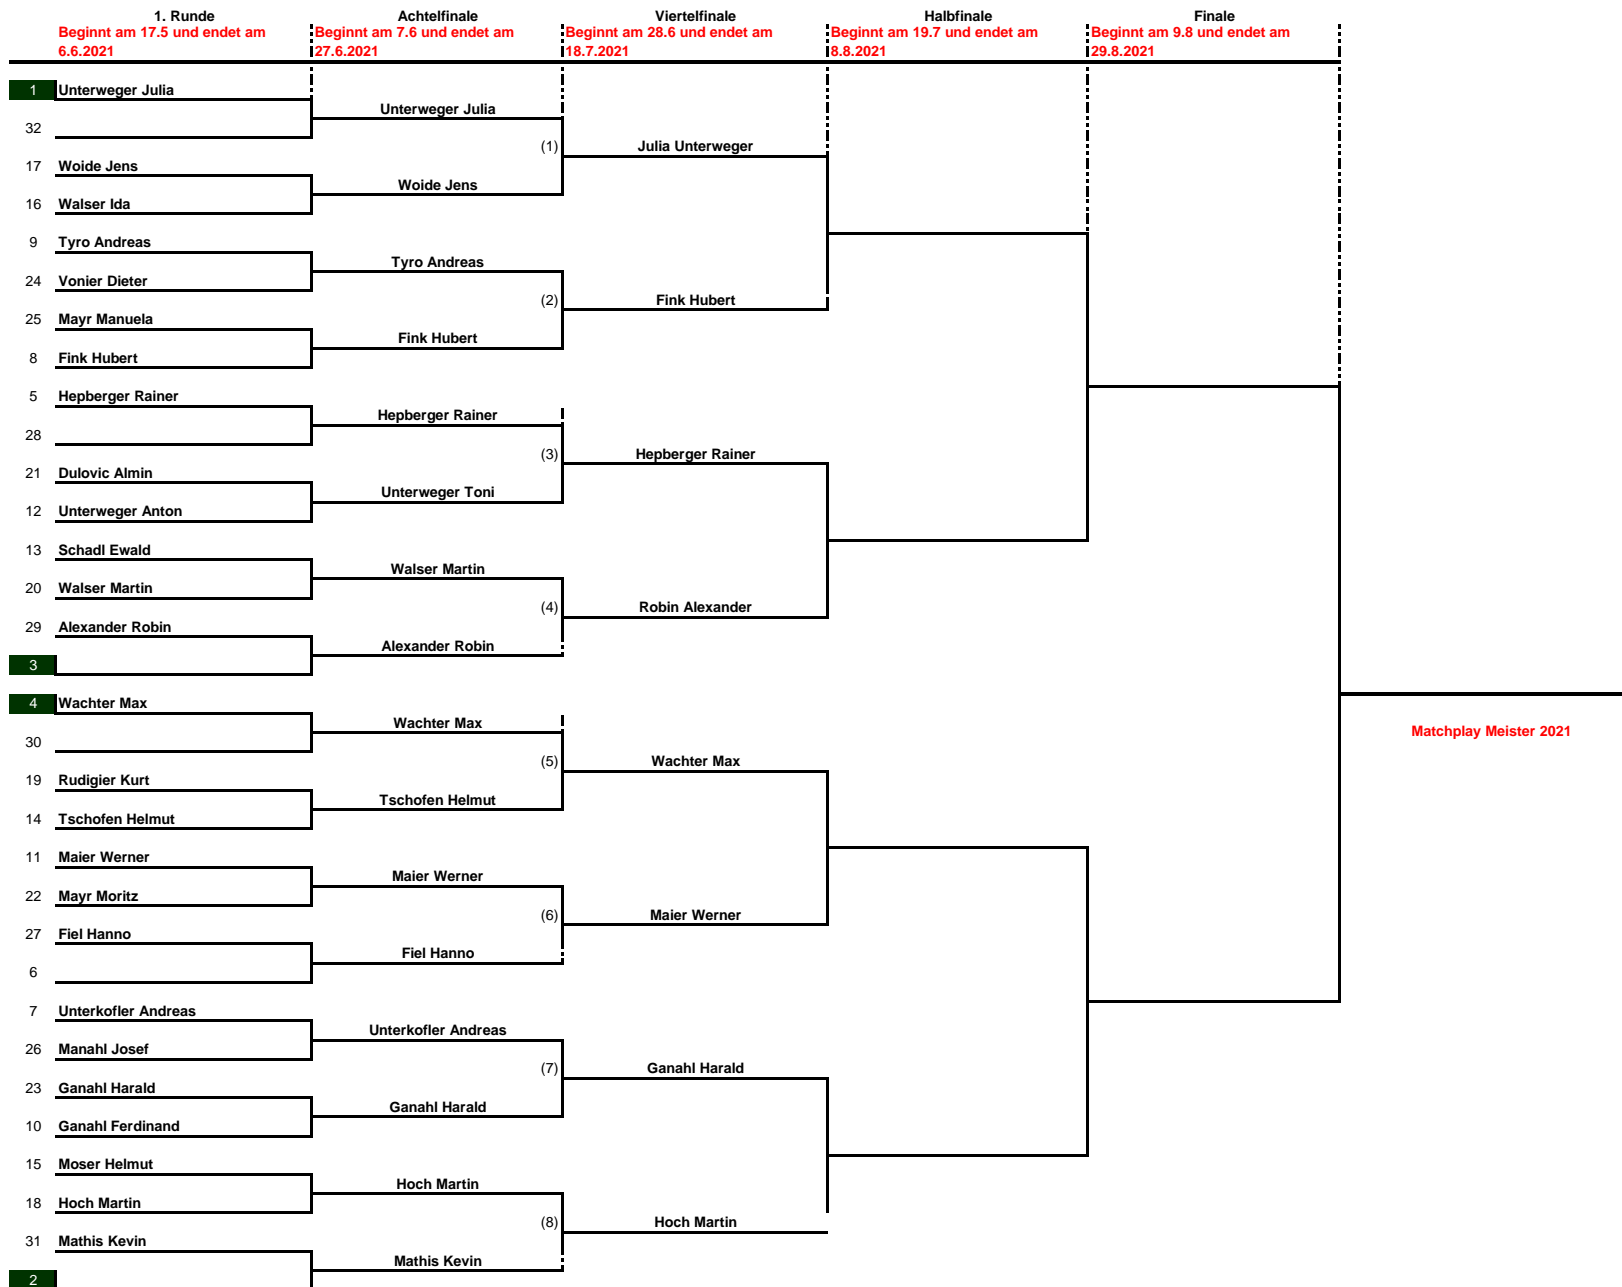 1. Runde Achtelfinale Viertelfinale Halbfinale Finale
Beginnt am 17.5 und endet am 6.6.2021
Beginnt am 7.6 und endet am 27.6.2021
Beginnt am 28.6 und endet am 18.7.2021
Beginnt am 19.7 und endet am 8.8.2021
Beginnt am 9.8 und endet am 29.8.2021
1 Unterweger Julia
Unterweger Julia
32
(1) Julia Unterweger
17 Woide Jens
Woide Jens
16 Walser Ida
9 Tyro Andreas
Tyro Andreas
24 Vonier Dieter
(2) Fink Hubert
25 Mayr Manuela
Fink Hubert
8 Fink Hubert
5 Hepberger Rainer
Hepberger Rainer
28
(3) Hepberger Rainer
21 Dulovic Almin
Unterweger Toni
12 Unterweger Anton
13 Schadl Ewald
Walser Martin
20 Walser Martin
(4) Robin Alexander
29 Alexander Robin
Alexander Robin
3
4 Wachter Max
Wachter Max
Matchplay Meister 2021
30
(5) Wachter Max
19 Rudigier Kurt
Tschofen Helmut
14 Tschofen Helmut
11 Maier Werner
Maier Werner
22 Mayr Moritz
(6) Maier Werner
27 Fiel Hanno
Fiel Hanno
6
7 Unterkofler Andreas
Unterkofler Andreas
26 Manahl Josef
(7) Ganahl Harald
23 Ganahl Harald
Ganahl Harald
10 Ganahl Ferdinand
15 Moser Helmut
Hoch Martin
18 Hoch Martin
(8) Hoch Martin
31 Mathis Kevin
Mathis Kevin
2